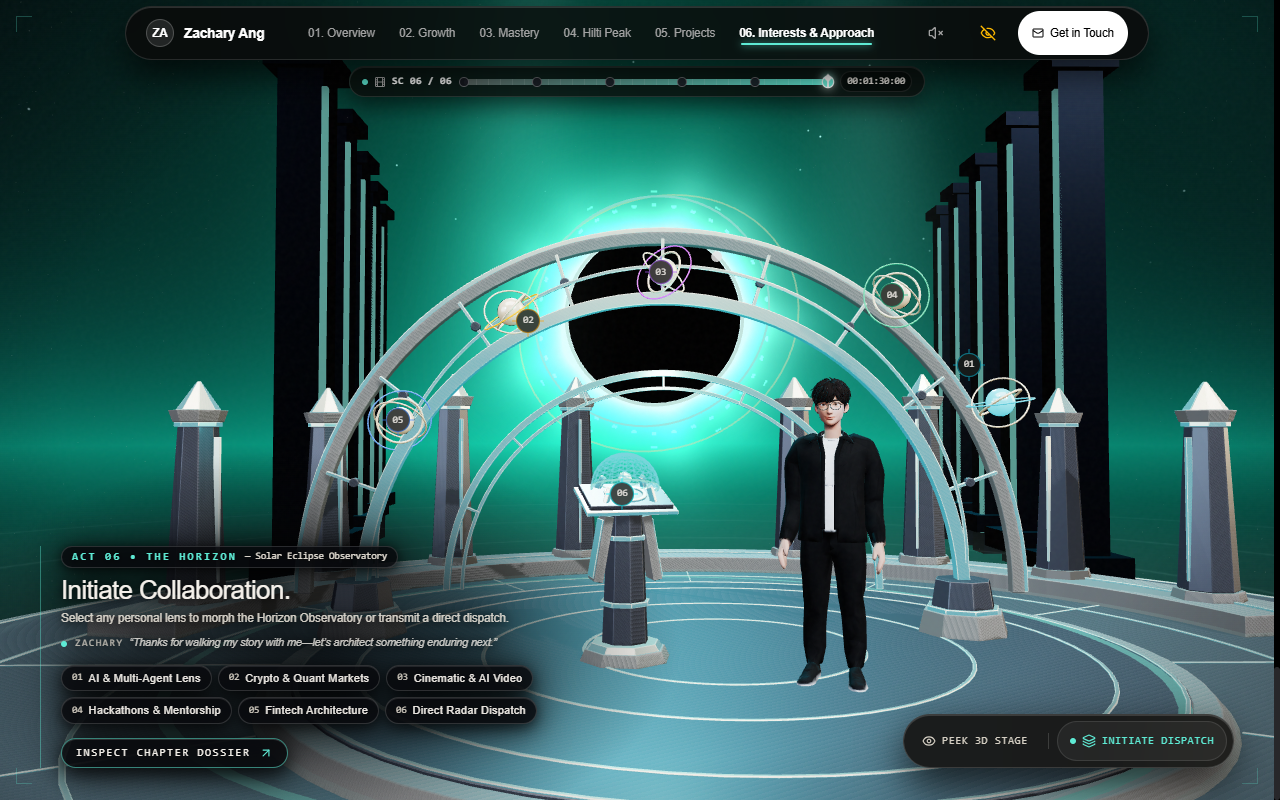 ZA Zachary Ang 01. Overview 02. Growth 03. Mastery 04. Hilti Peak 05. Projects 06. Interests & Approach Get in Touch
SC 06 / 06 00:01:30:00
03
04
02
01
05
06
ACT 06 • THE HORIZON — Solar Eclipse Observatory
Initiate Collaboration.
Select any personal lens to morph the Horizon Observatory or transmit a direct dispatch.
ZACHARY "Thanks for walking my story with me—let's architect something enduring next."
01 AI & Multi-Agent Lens 02 Crypto & Quant Markets 03 Cinematic & AI Video
04 Hackathons & Mentorship 05 Fintech Architecture 06 Direct Radar Dispatch
INSPECT CHAPTER DOSSIER
PEEK 3D STAGE INITIATE DISPATCH